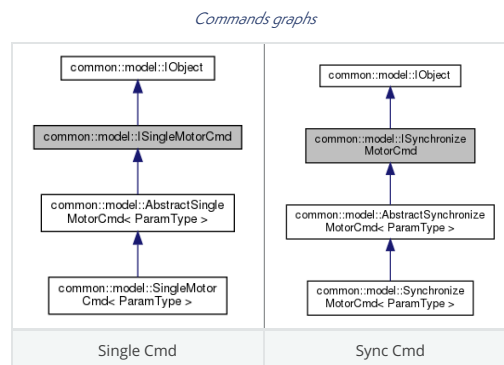 Commands graphs
common::model::IObject
common::model::ISingleMotorCmd
common::model::AbstractSingle
MotorCmd< ParamType >
common::model::SingleMotor
Cmd< ParamType >
Single Cmd
common::model::IObject
common::model::ISynchronize
MotorCmd
common::model::AbstractSynchronize
MotorCmd< ParamType >
common::model::Synchronize
MotorCmd< ParamType >
Sync Cmd